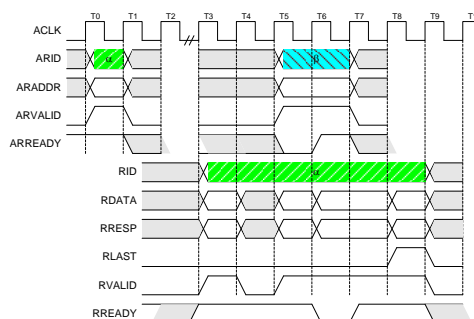 T0 T1 T2 T3 T4 T5 T6 T7 T8 T9
ACLK
ARID α β
ARADDR
ARVALID
ARREADY
RID α
RDATA
RRESP
RLAST
RVALID
RREADY